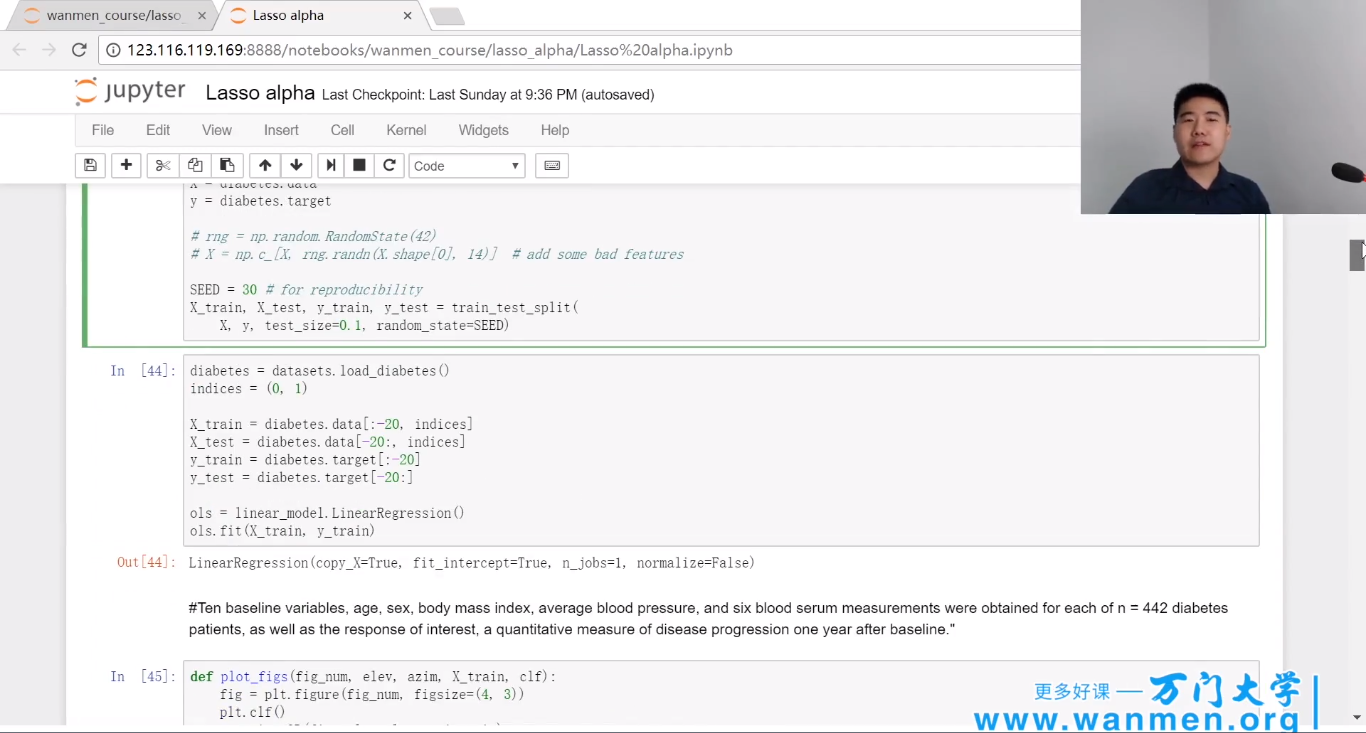 wanmen_course/lasso_
Lasso alpha
123.116.119.169:8888/notebooks/wanmen_course/lasso_alpha/Lasso%20alpha.ipynb
jupyter Lasso alpha Last Checkpoint: Last Sunday at 9:36 PM (autosaved)
File Edit View Insert Cell Kernel Widgets Help
Code
X = diabetes.data
y = diabetes.target
# rng = np.random.RandomState(42)
# X = np.c_[X, rng.randn(X.shape[0], 14)] # add some bad features
SEED = 30 # for reproducibility
X_train, X_test, y_train, y_test = train_test_split(
X, y, test_size=0.1, random_state=SEED)
In [44]: diabetes = datasets.load_diabetes()
indices = (0, 1)
X_train = diabetes.data[:-20, indices]
X_test = diabetes.data[-20:, indices]
y_train = diabetes.target[:-20]
y_test = diabetes.target[-20:]
ols = linear_model.LinearRegression()
ols.fit(X_train, y_train)
Out[44]: LinearRegression(copy_X=True, fit_intercept=True, n_jobs=1, normalize=False)
#Ten baseline variables, age, sex, body mass index, average blood pressure, and six blood serum measurements were obtained for each of n = 442 diabetes
patients, as well as the response of interest, a quantitative measure of disease progression one year after baseline."
In [45]: def plot_figs(fig_num, elev, azim, X_train, clf):
fig = plt.figure(fig_num, figsize=(4, 3))
plt.clf()
更多好课 — 万门大学
www.wanmen.org